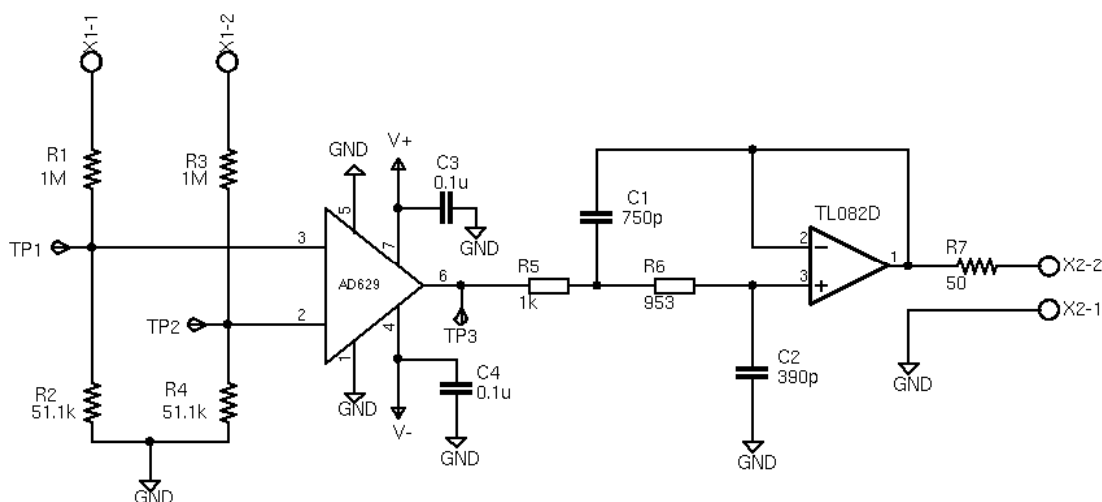 X1-1
X1-2
R1
1M
R3
1M
TP1
TP2
R2
51.1k
R4
51.1k
GND
GND
5
3
2
AD629
7
6
4
1
GND
V+
C3
0.1u
GND
V-
C4
0.1u
GND
TP3
R5
1k
C1
750p
R6
953
C2
390p
GND
TL082D
2
3
1
R7
50
X2-2
X2-1
GND